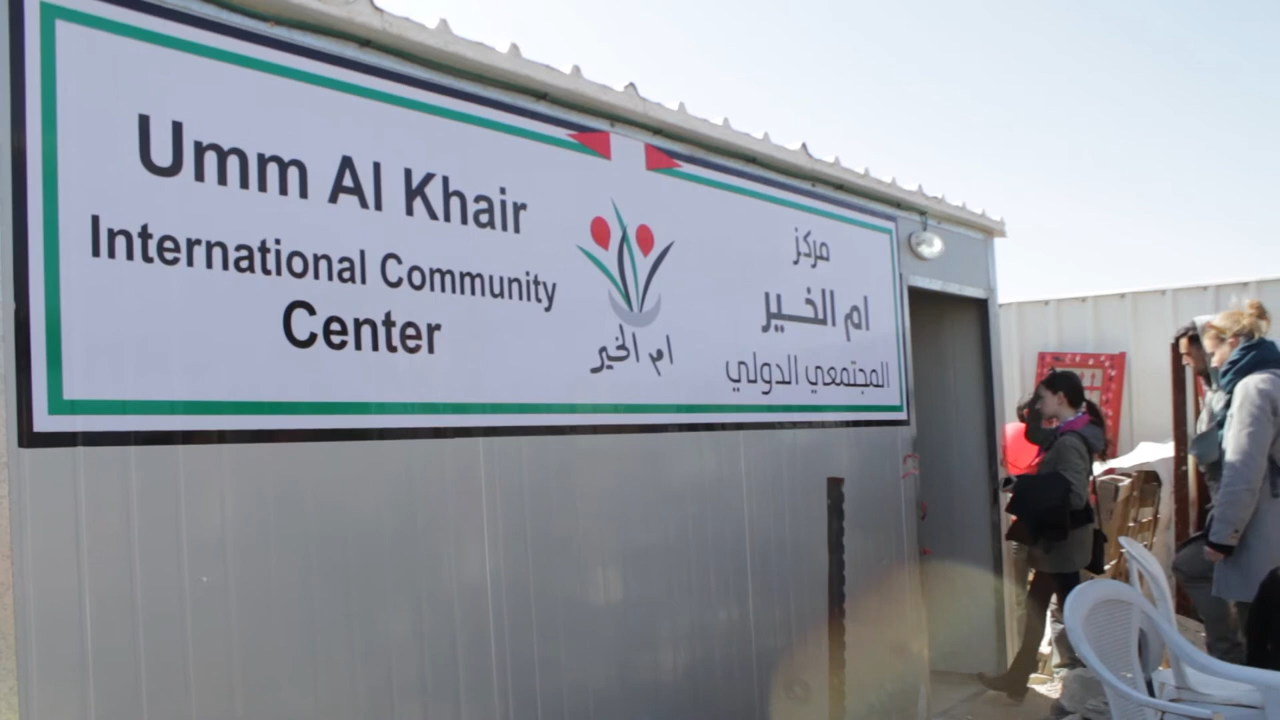 Umm Al Khair
International Community
Center
ام الخير
مركز
ام الخير
المجتمعي الدولي